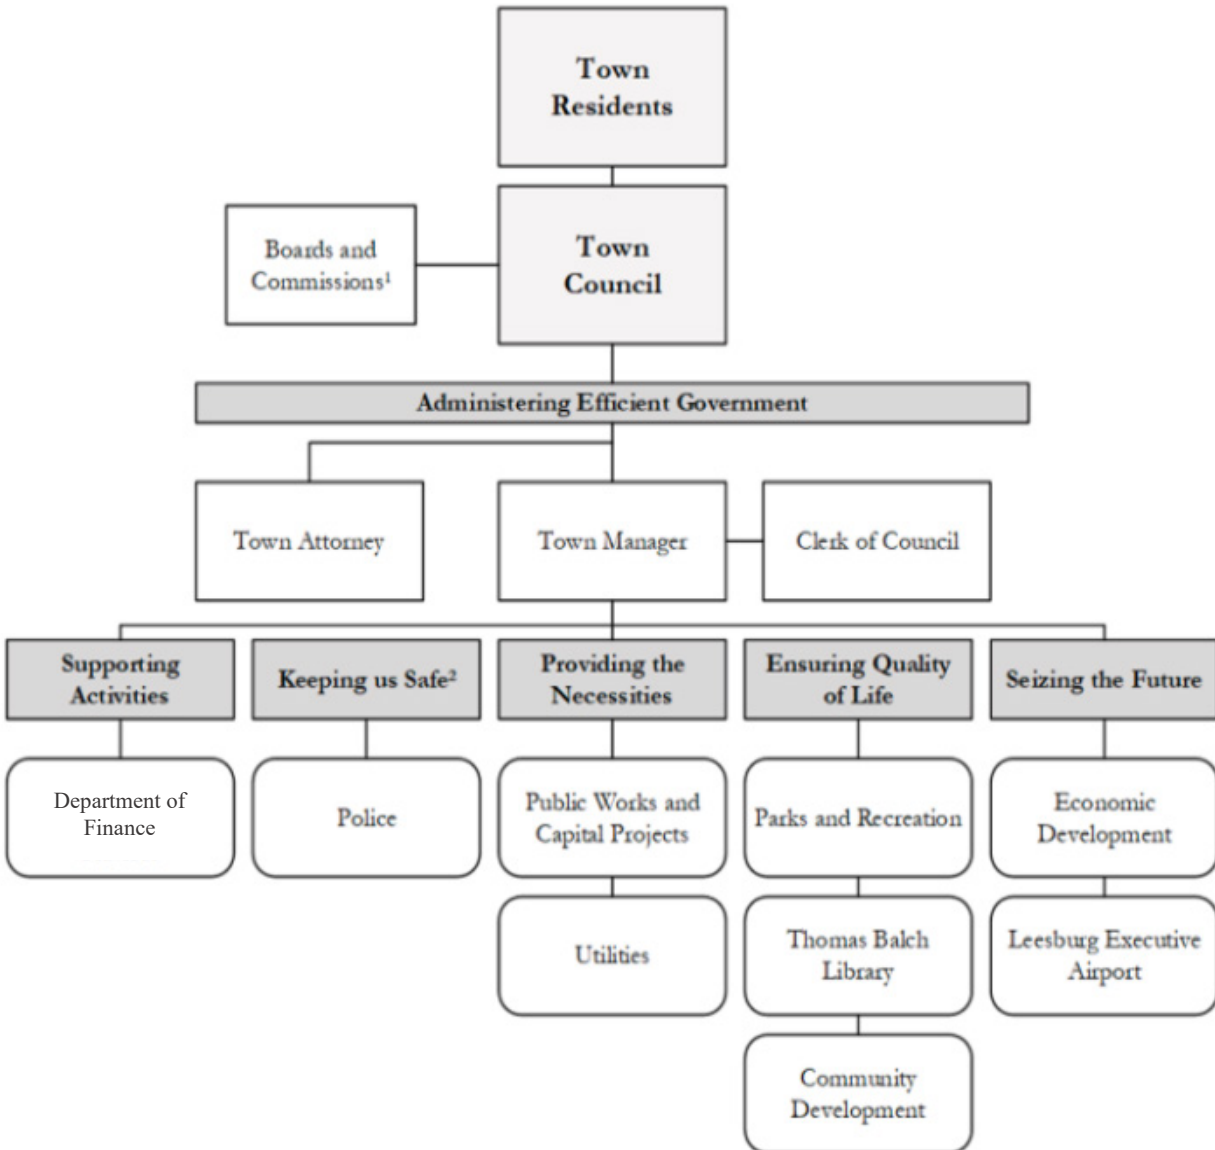 Town
Residents
Boards and
Commissions¹
Town
Council
Administering Efficient Government
Town Attorney
Town Manager
Clerk of Council
Supporting
Activities
Keeping us Safe²
Providing the
Necessities
Ensuring Quality
of Life
Seizing the Future
Department of
Finance
Police
Public Works and
Capital Projects
Parks and Recreation
Economic
Development
Utilities
Thomas Balch
Library
Leesburg Executive
Airport
Community
Development